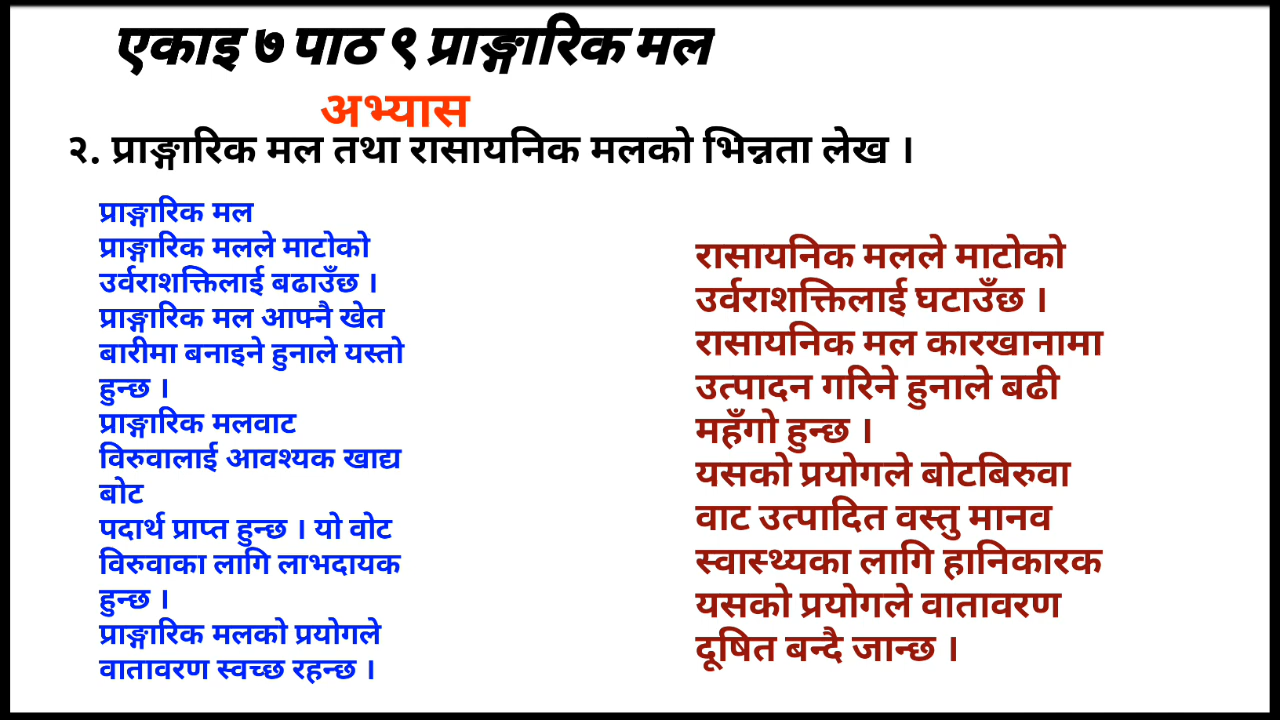 एकाइ ७ पाठ ९ प्राङ्गारिक मल
अभ्यास
२. प्राङ्गारिक मल तथा रासायनिक मलको भिन्नता लेख ।
प्राङ्गारिक मल
प्राङ्गारिक मलले माटोको
उर्वराशक्तिलाई बढाउँछ ।
प्राङ्गारिक मल आफ्नै खेत
बारीमा बनाइने हुनाले यस्तो
हुन्छ ।
प्राङ्गारिक मलवाट
विरुवालाई आवश्यक खाद्य
बोट
पदार्थ प्राप्त हुन्छ । यो वोट
विरुवाका लागि लाभदायक
हुन्छ ।
प्राङ्गारिक मलको प्रयोगले
वातावरण स्वच्छ रहन्छ ।
रासायनिक मलले माटोको
उर्वराशक्तिलाई घटाउँछ ।
रासायनिक मल कारखानामा
उत्पादन गरिने हुनाले बढी
महँगो हुन्छ ।
यसको प्रयोगले बोटबिरुवा
वाट उत्पादित वस्तु मानव
स्वास्थ्यका लागि हानिकारक
यसको प्रयोगले वातावरण
दूषित बन्दै जान्छ ।